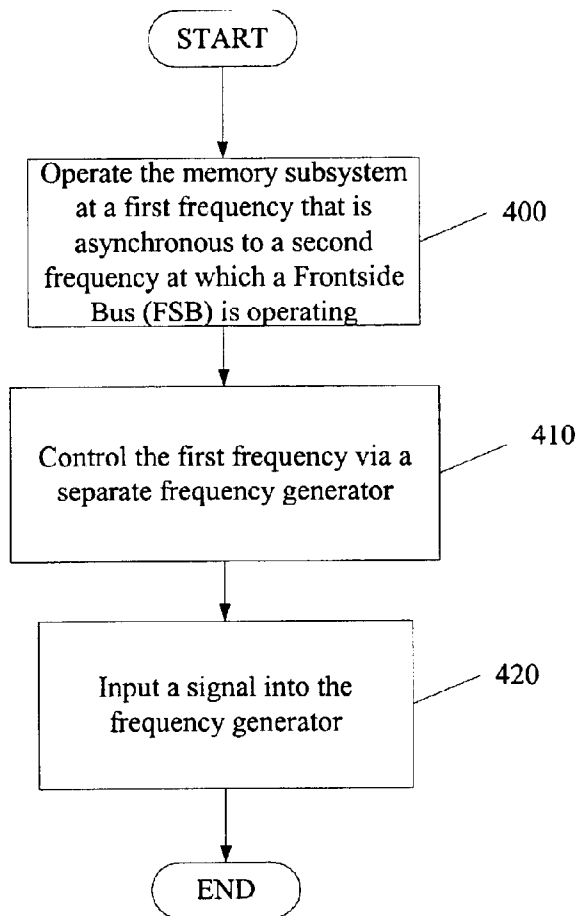 START
Operate the memory subsystem
at a first frequency that is
asynchronous to a second
frequency at which a Frontside
Bus (FSB) is operating
400
Control the first frequency via a
separate frequency generator
410
Input a signal into the
frequency generator
420
END